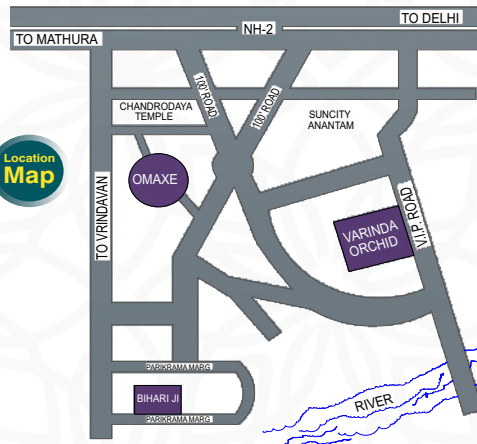 TO DELHI
NH-2
TO MATHURA
100'ROAD
100'ROAD
CHANDRODAYA
TEMPLE
SUNCITY
ANANTAM
Location
Map
OMAXE
TO VRINDAVAN
VARINDA
ORCHID
V.I.P. ROAD
PARIKRAMA MARG
BIHARI JI
RIVER
PARIKRAMA MARG